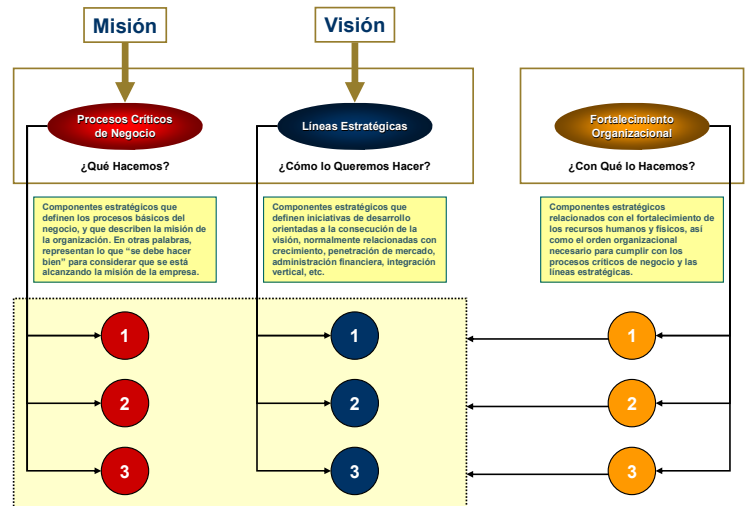 Misión
Visión
Procesos Críticos
de Negocio
¿Qué Hacemos?
Líneas Estratégicas
¿Cómo lo Queremos Hacer?
Fortalecimiento
Organizacional
¿Con Qué lo Hacemos?
Componentes estratégicos que
definen los procesos básicos del
negocio, y que describen la misión de
la organización. En otras palabras,
representan lo que “se debe hacer
bien” para considerar que se está
alcanzando la misión de la empresa.
Componentes estratégicos que
definen iniciativas de desarrollo
orientadas a la consecución de la
visión, normalmente relacionadas con
crecimiento, penetración de mercado,
administración financiera, integración
vertical, etc.
Componentes estratégicos
relacionados con el fortalecimiento de
los recursos humanos y físicos, así
como el orden organizacional
necesario para cumplir con los
procesos críticos de negocio y las
líneas estratégicas.
1
1
1
2
2
2
3
3
3